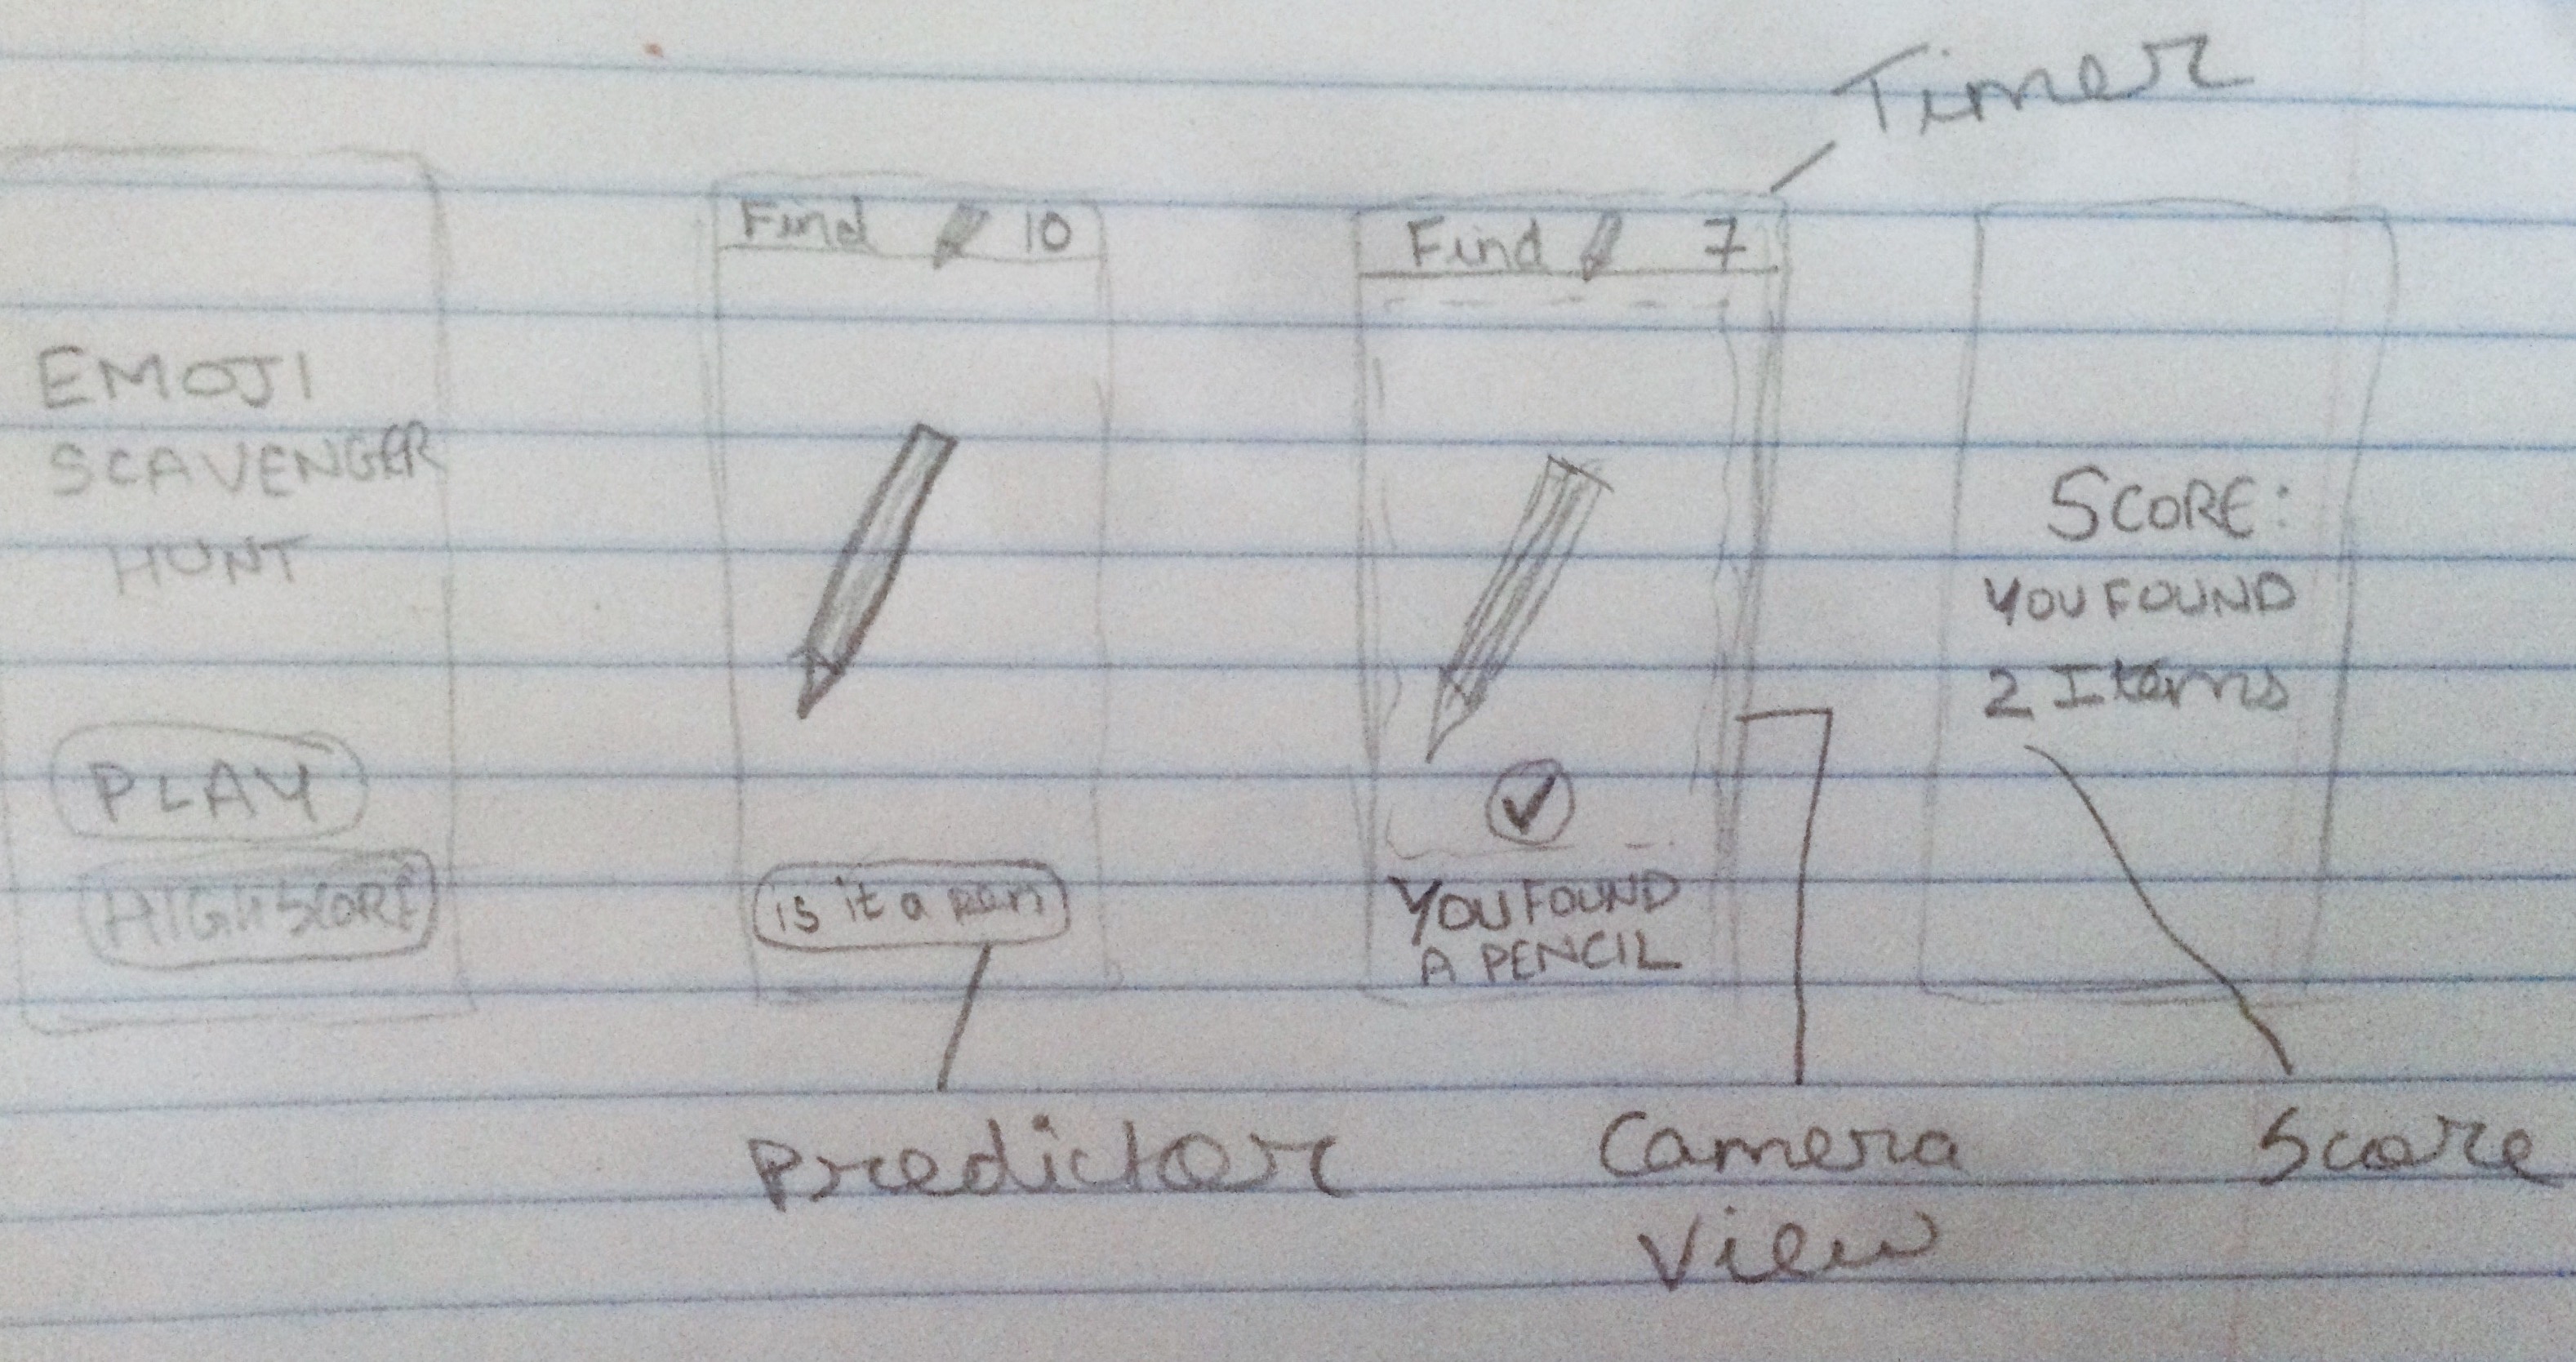 Timer
EMOJI
SCAVENGER
HUNT
PLAY
HIGHSCORE
Find 10
is it a pen
Predictor
Find 7
YOU FOUND
A PENCIL
Camera
View
SCORE:
YOU FOUND
2 Items
Score